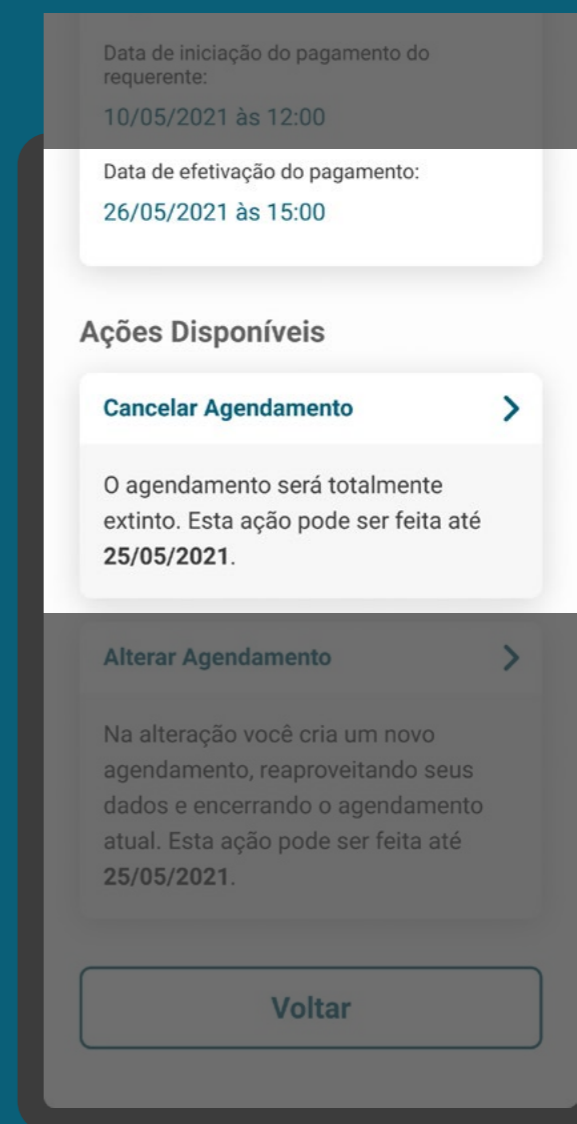 Data de iniciação do pagamento do
requerente:
10/05/2021 às 12:00
Data de efetivação do pagamento:
26/05/2021 às 15:00
Ações Disponíveis
Cancelar Agendamento
O agendamento será totalmente
extinto. Esta ação pode ser feita até
25/05/2021.
Alterar Agendamento
Na alteração você cria um novo
agendamento, reaproveitando seus
dados e encerrando o agendamento
atual. Esta ação pode ser feita até
25/05/2021.
Voltar